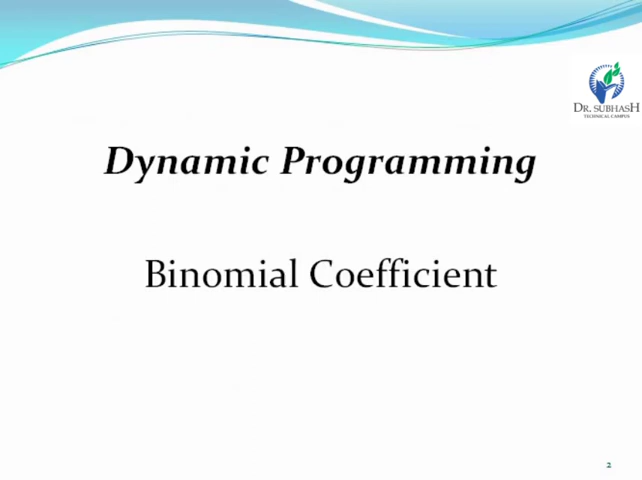 DR. SUBHASH
TECHNICAL CAMPUS
Dynamic Programming
Binomial Coefficient
2